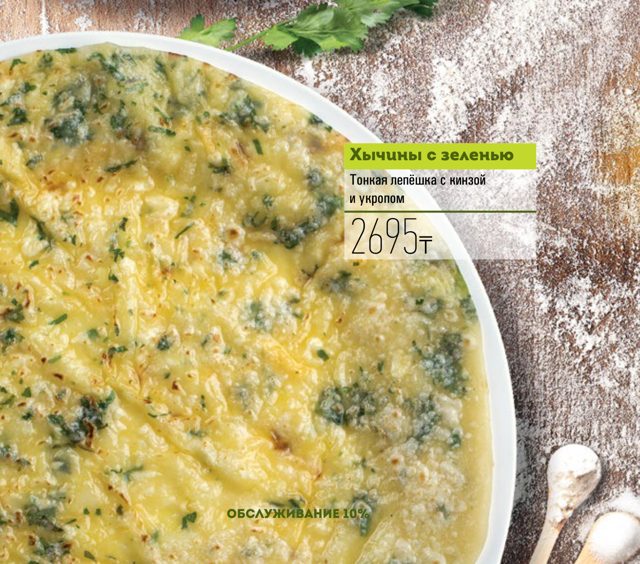 Хычины с зеленью
Тонкая лепёшка с кинзой
и укропом
2695₸
ОБСЛУЖИВАНИЕ 10%